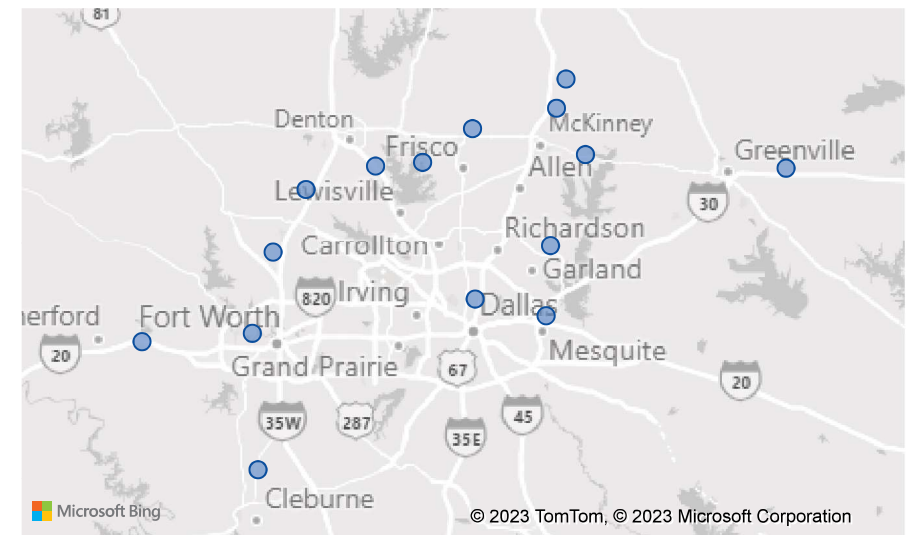 81
Denton
McKinney
Frisco
Greenville
Allen
Lewisville
30
Richardson
Carrollton
Garland
820
Irving
Dallas
herford
Fort Worth
20
Mesquite
Grand Prairie
67
20
35W
287
45
35E
Cleburne
Microsoft Bing
© 2023 TomTom, © 2023 Microsoft Corporation